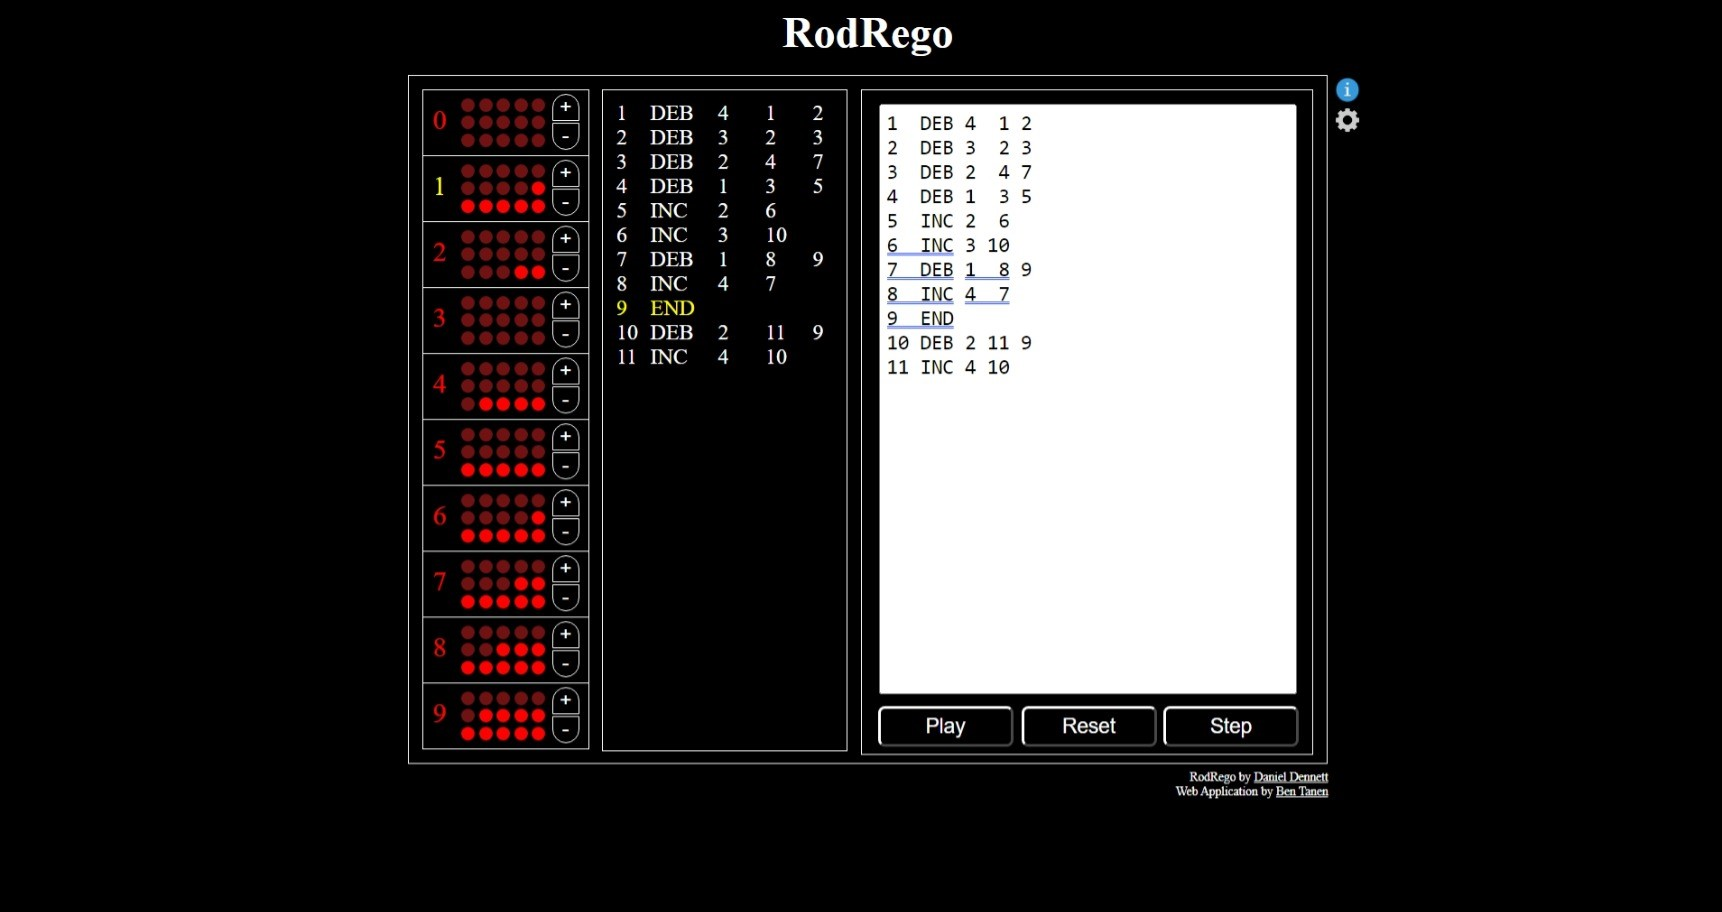 RodRego
0 + -
1 + -
2 + -
3 + -
4 + -
5 + -
6 + -
7 + -
8 + -
9 + -
1 DEB 4 1 2
2 DEB 3 2 3
3 DEB 2 4 7
4 DEB 1 3 5
5 INC 2 6
6 INC 3 10
7 DEB 1 8 9
8 INC 4 7
9 END
10 DEB 2 11 9
11 INC 4 10
1 DEB 4 1 2
2 DEB 3 2 3
3 DEB 2 4 7
4 DEB 1 3 5
5 INC 2 6
6 INC 3 10
7 DEB 1 8 9
8 INC 4 7
9 END
10 DEB 2 11 9
11 INC 4 10
Play Reset Step
i
RodRego by Daniel Dennett
Web Application by Ben Tanen